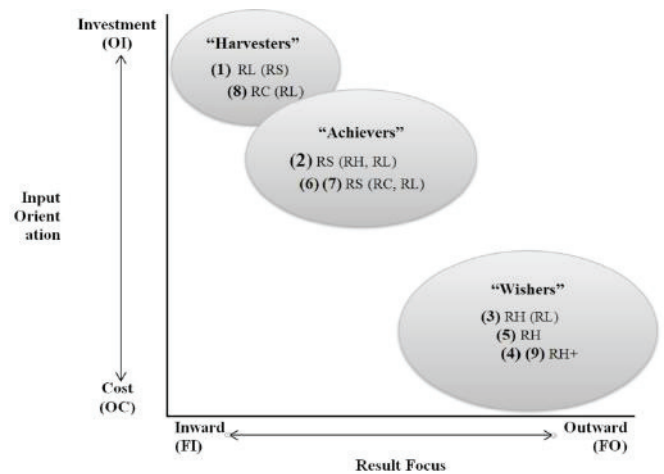 Investment
(OI)
“Harvesters”
(1) RL (RS)
(8) RC (RL)
“Achievers”
(2) RS (RH, RL)
(6) (7) RS (RC, RL)
Input
Orient
ation
“Wishers”
(3) RH (RL)
(5) RH
(4) (9) RH+
Cost
(OC)
Inward
(FI)
Outward
(FO)
Result Focus